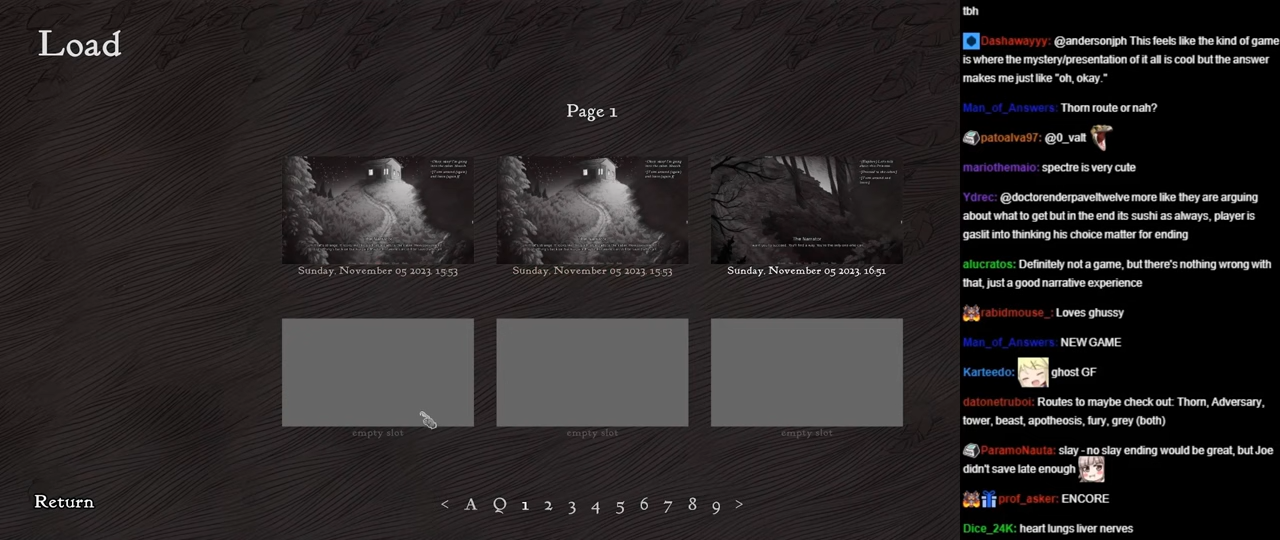 Load
Page 1
Sunday, November 05 2023, 15:53
Sunday, November 05 2023, 15:53
The Narrator
Sunday, November 05 2023, 16:51
empty slot
empty slot
empty slot
Return
< A Q 1 2 3 4 5 6 7 8 9 >
tbh
Dashawayyy: @andersonjph This feels like the kind of game
is where the mystery/presentation of it all is cool but the answer
makes me just like "oh, okay."
Man_of_Answers: Thorn route or nah?
patoalva97: @0_valt
mariothemaio: spectre is very cute
Ydrec: @doctorenderpaveltwelve more like they are arguing
about what to get but in the end its sushi as always, player is
gaslit into thinking his choice matter for ending
alucratos: Definitely not a game, but there's nothing wrong with
that, just a good narrative experience
rabidmouse_: Loves ghussy
Man_of_Answers: NEW GAME
Karteedo: ghost GF
datonetruboi: Routes to maybe check out: Thorn, Adversary,
tower, beast, apotheosis, fury, grey (both)
ParamoNauta: slay - no slay ending would be great, but Joe
didn't save late enough
prof_asker: ENCORE
Dice_24K: heart lungs liver nerves